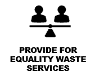 PROVIDE FOR
EQUALITY WASTE
SERVICES